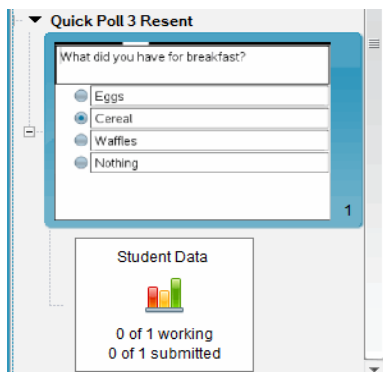 Quick Poll 3 Resent
What did you have for breakfast?
Eggs
Cereal
Waffles
Nothing
1
Student Data
0 of 1 working
0 of 1 submitted